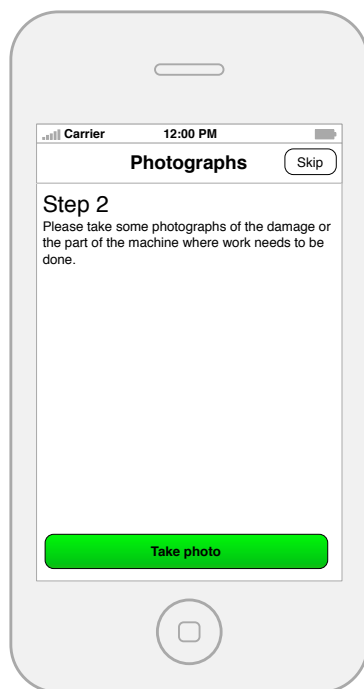 Carrier 12:00 PM
Photographs Skip
Step 2
Please take some photographs of the damage or
the part of the machine where work needs to be
done.
Take photo